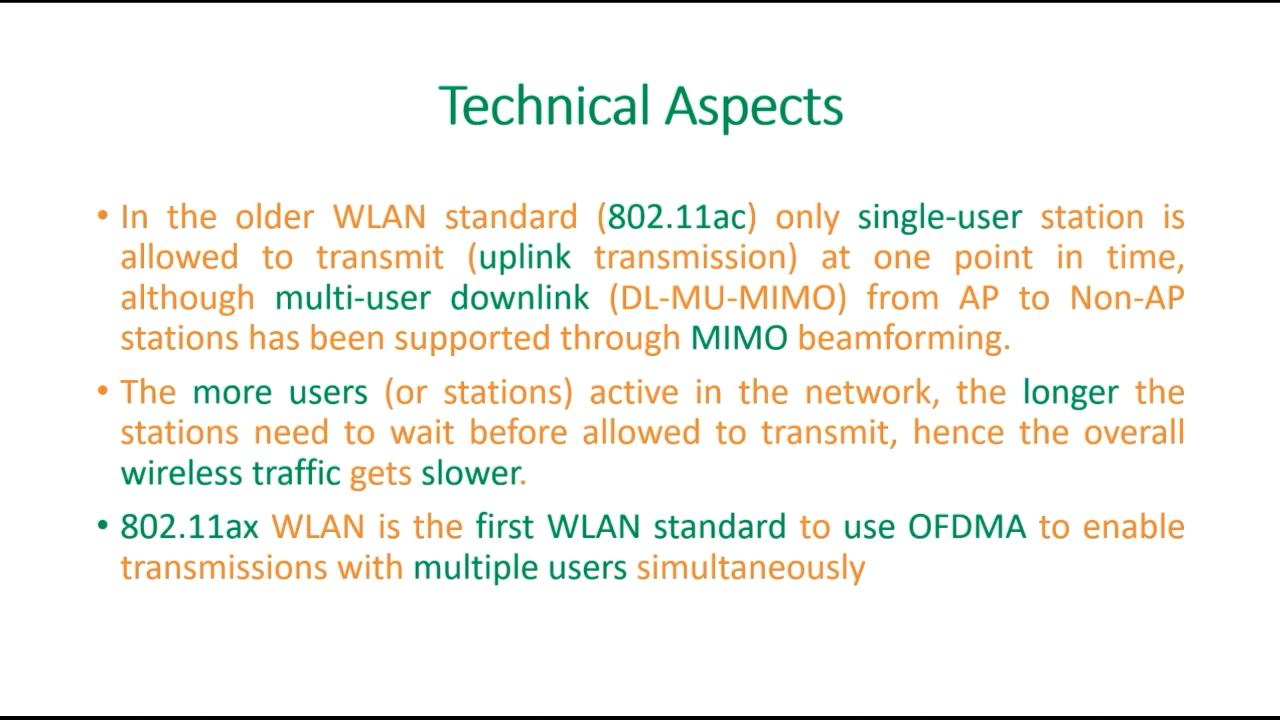 Technical Aspects
• In the older WLAN standard (802.11ac) only single-user station is
allowed to transmit (uplink transmission) at one point in time,
although multi-user downlink (DL-MU-MIMO) from AP to Non-AP
stations has been supported through MIMO beamforming.
• The more users (or stations) active in the network, the longer the
stations need to wait before allowed to transmit, hence the overall
wireless traffic gets slower.
• 802.11ax WLAN is the first WLAN standard to use OFDMA to enable
transmissions with multiple users simultaneously